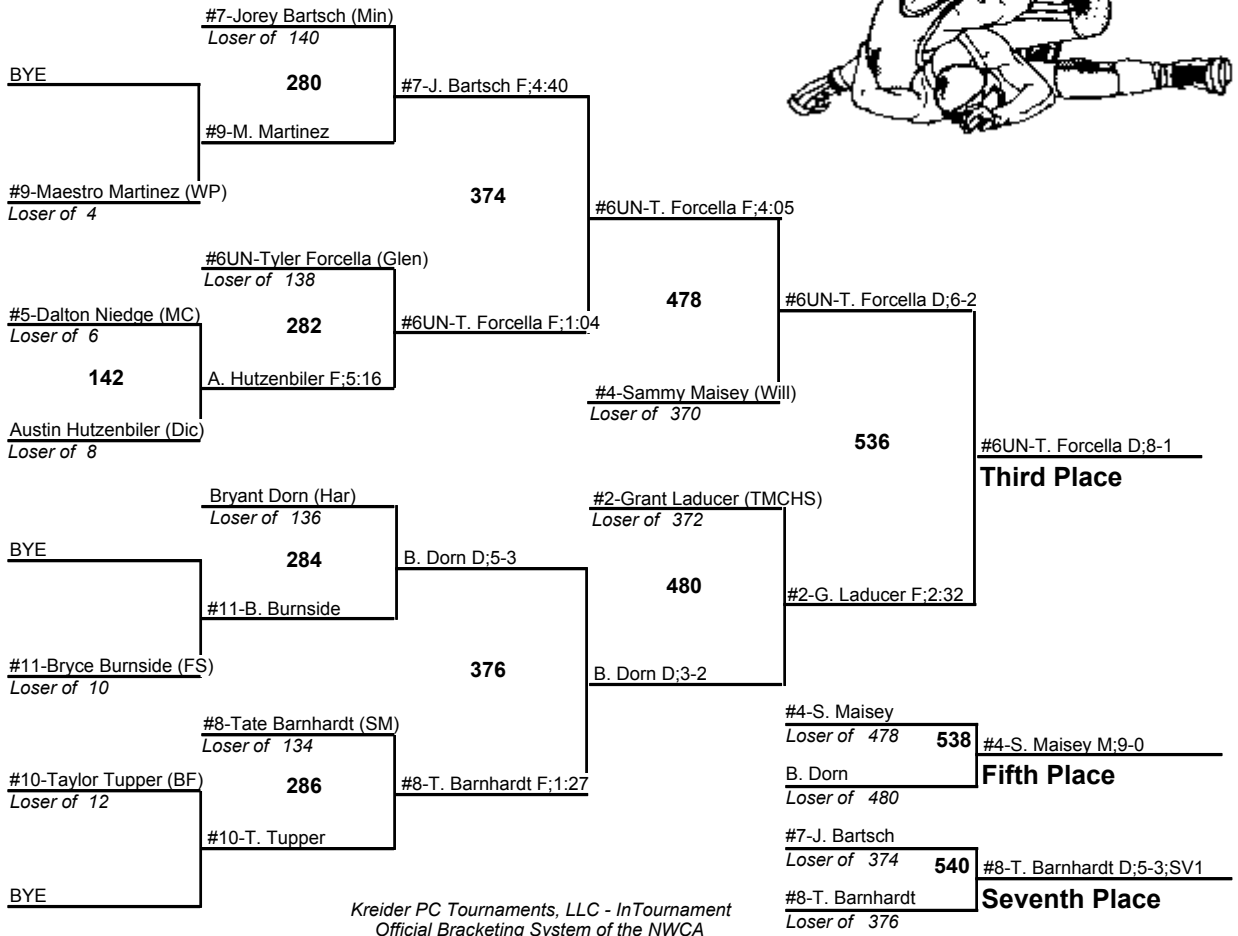 #7-Jorey Bartsch (Min)
Loser of 140
BYE
280
#7-J. Bartsch F;4:40
#9-M. Martinez
#9-Maestro Martinez (WP)
Loser of 4
374
#6UN-T. Forcella F;4:05
#6UN-Tyler Forcella (Glen)
Loser of 138
#5-Dalton Niedge (MC)
Loser of 6
282
#6UN-T. Forcella F;1:04
478
#6UN-T. Forcella D;6-2
142
A. Hutzenbiler F;5:16
#4-Sammy Maisey (Will)
Loser of 370
Austin Hutzenbiler (Dic)
Loser of 8
536
#6UN-T. Forcella D;8-1
Third Place
Bryant Dorn (Har)
Loser of 136
#2-Grant Laducer (TMCHS)
Loser of 372
BYE
284
B. Dorn D;5-3
480
#11-B. Burnside
#2-G. Laducer F;2:32
#11-Bryce Burnside (FS)
Loser of 10
376
B. Dorn D;3-2
#8-Tate Barnhardt (SM)
Loser of 134
#10-Taylor Tupper (BF)
Loser of 12
286
#8-T. Barnhardt F;1:27
#10-T. Tupper
BYE
#4-S. Maisey
Loser of 478
538
#4-S. Maisey M;9-0
Fifth Place
B. Dorn
Loser of 480
#7-J. Bartsch
Loser of 374
540
#8-T. Barnhardt D;5-3;SV1
Seventh Place
#8-T. Barnhardt
Loser of 376
Kreider PC Tournaments, LLC - InTournament
Official Bracketing System of the NWCA